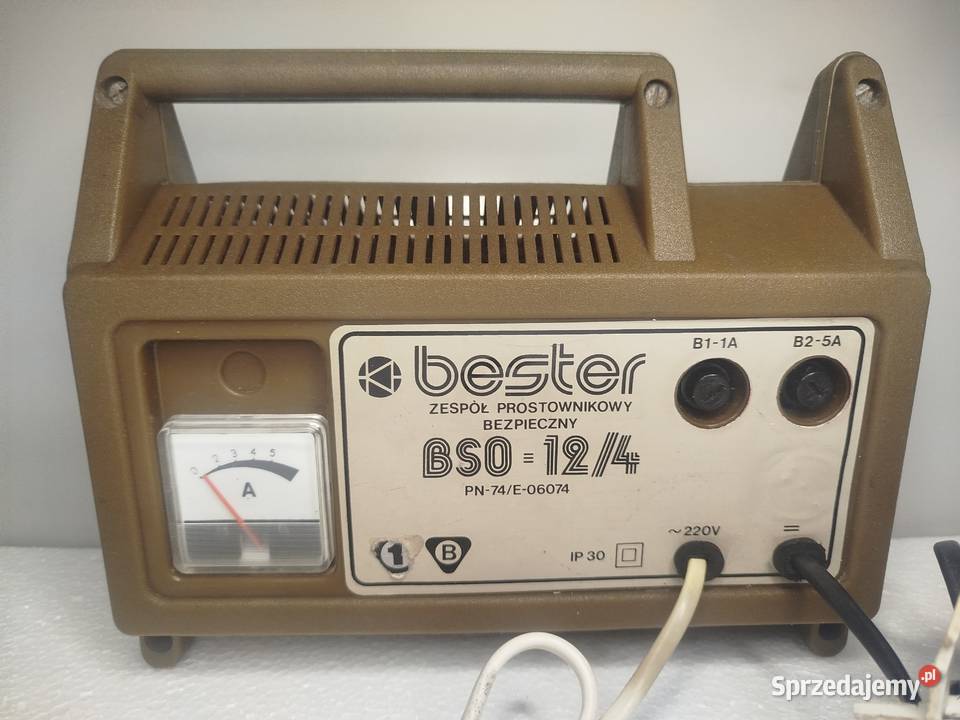 B1-1A B2-5A
bester
ZESPÓŁ PROSTOWNIKOWY
BEZPIECZNY
BSO = 12/4
PN-74/E-06074
0 2 3 4 5
A
1 B
IP 30
~220V =
Sprzedajemy.pl